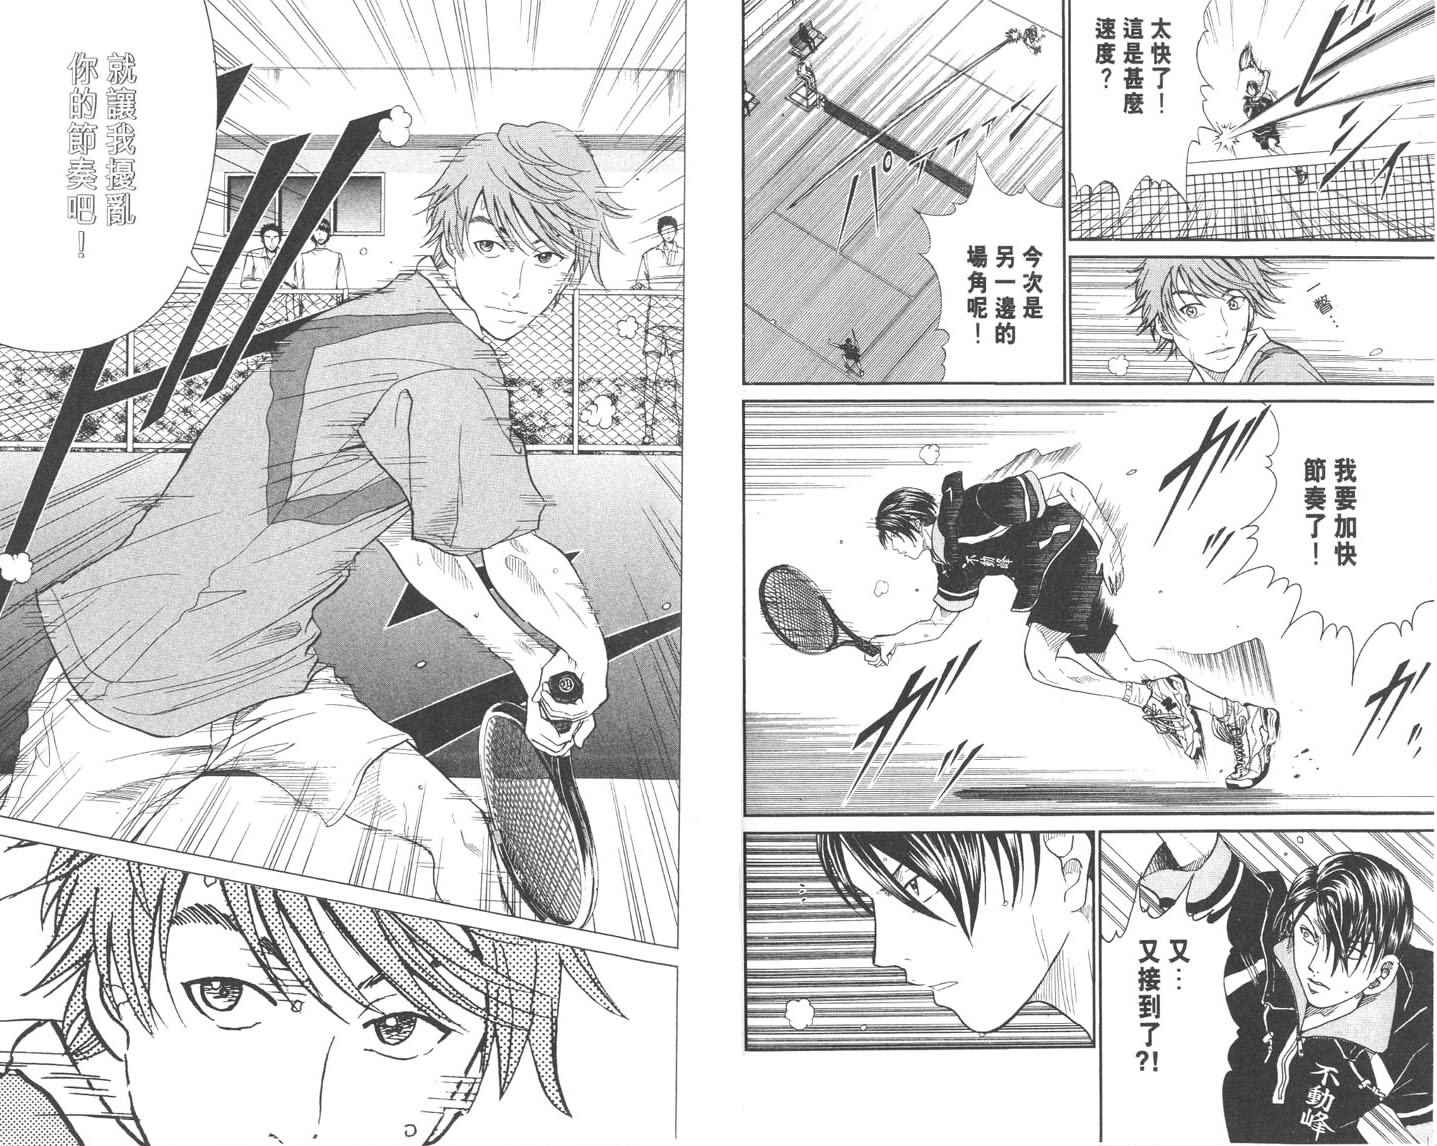 太快了！
這是甚麼
速度？
一瞥…
今次是
另一邊的
場角呢！
我要加快
節奏了！
不動峰
又…
又接到了?!
不動峰
就讓我擾亂
你的節奏吧！